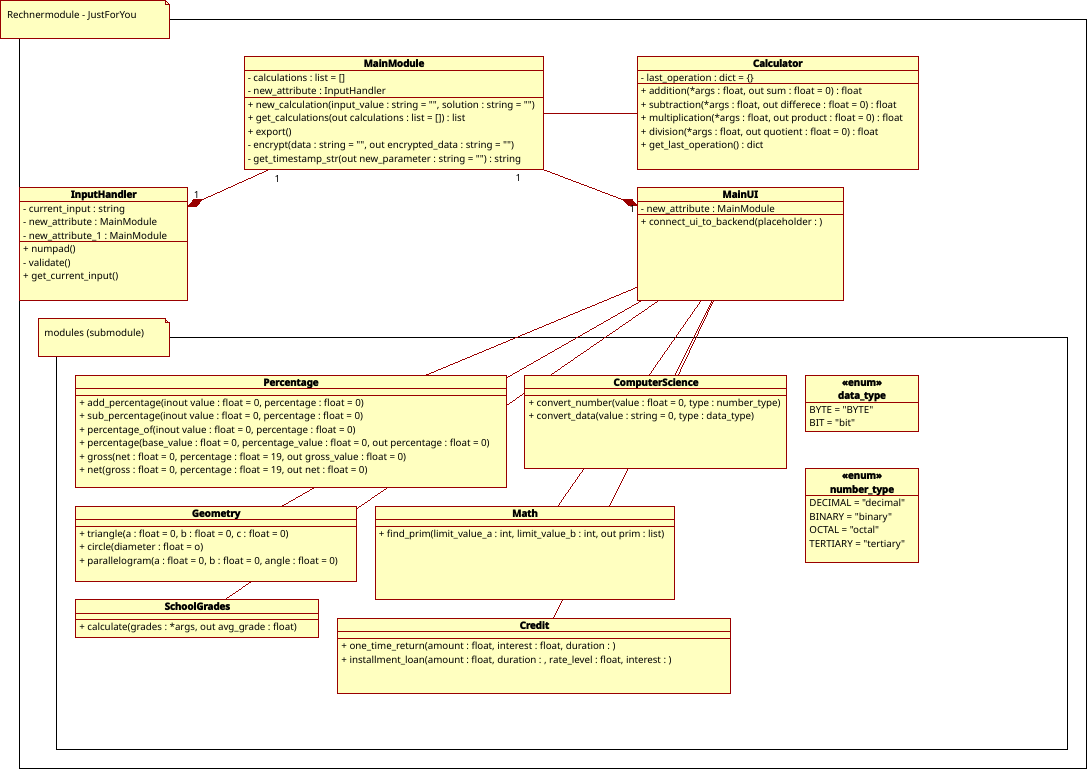 Rechnermodule - JustForYou
MainModule
- calculations : list = []
- new_attribute : InputHandler
+ new_calculation(input_value : string = "", solution : string = "")
+ get_calculations(out calculations : list = []) : list
+ export()
- encrypt(data : string = "", out encrypted_data : string = "")
- get_timestamp_str(out new_parameter : string = "") : string
Calculator
- last_operation : dict = {}
+ addition(*args : float, out sum : float = 0) : float
+ subtraction(*args : float, out differece : float = 0) : float
+ multiplication(*args : float, out product : float = 0) : float
+ division(*args : float, out quotient : float = 0) : float
+ get_last_operation() : dict
1
1
1
1
InputHandler
- current_input : string
- new_attribute : MainModule
- new_attribute_1 : MainModule
+ numpad()
- validate()
+ get_current_input()
MainUI
- new_attribute : MainModule
+ connect_ui_to_backend(placeholder : )
modules (submodule)
Percentage
+ add_percentage(inout value : float = 0, percentage : float = 0)
+ sub_percentage(inout value : float = 0, percentage : float = 0)
+ percentage_of(inout value : float = 0, percentage : float = 0)
+ percentage(base_value : float = 0, percentage_value : float = 0, out percentage : float = 0)
+ gross(net : float = 0, percentage : float = 19, out gross_value : float = 0)
+ net(gross : float = 0, percentage : float = 19, out net : float = 0)
ComputerScience
+ convert_number(value : float = 0, type : number_type)
+ convert_data(value : string = 0, type : data_type)
«enum»
data_type
BYTE = "BYTE"
BIT = "bit"
«enum»
number_type
DECIMAL = "decimal"
BINARY = "binary"
OCTAL = "octal"
TERTIARY = "tertiary"
Geometry
+ triangle(a : float = 0, b : float = 0, c : float = 0)
+ circle(diameter : float = o)
+ parallelogram(a : float = 0, b : float = 0, angle : float = 0)
Math
+ find_prim(limit_value_a : int, limit_value_b : int, out prim : list)
SchoolGrades
+ calculate(grades : *args, out avg_grade : float)
Credit
+ one_time_return(amount : float, interest : float, duration : )
+ installment_loan(amount : float, duration : , rate_level : float, interest : )